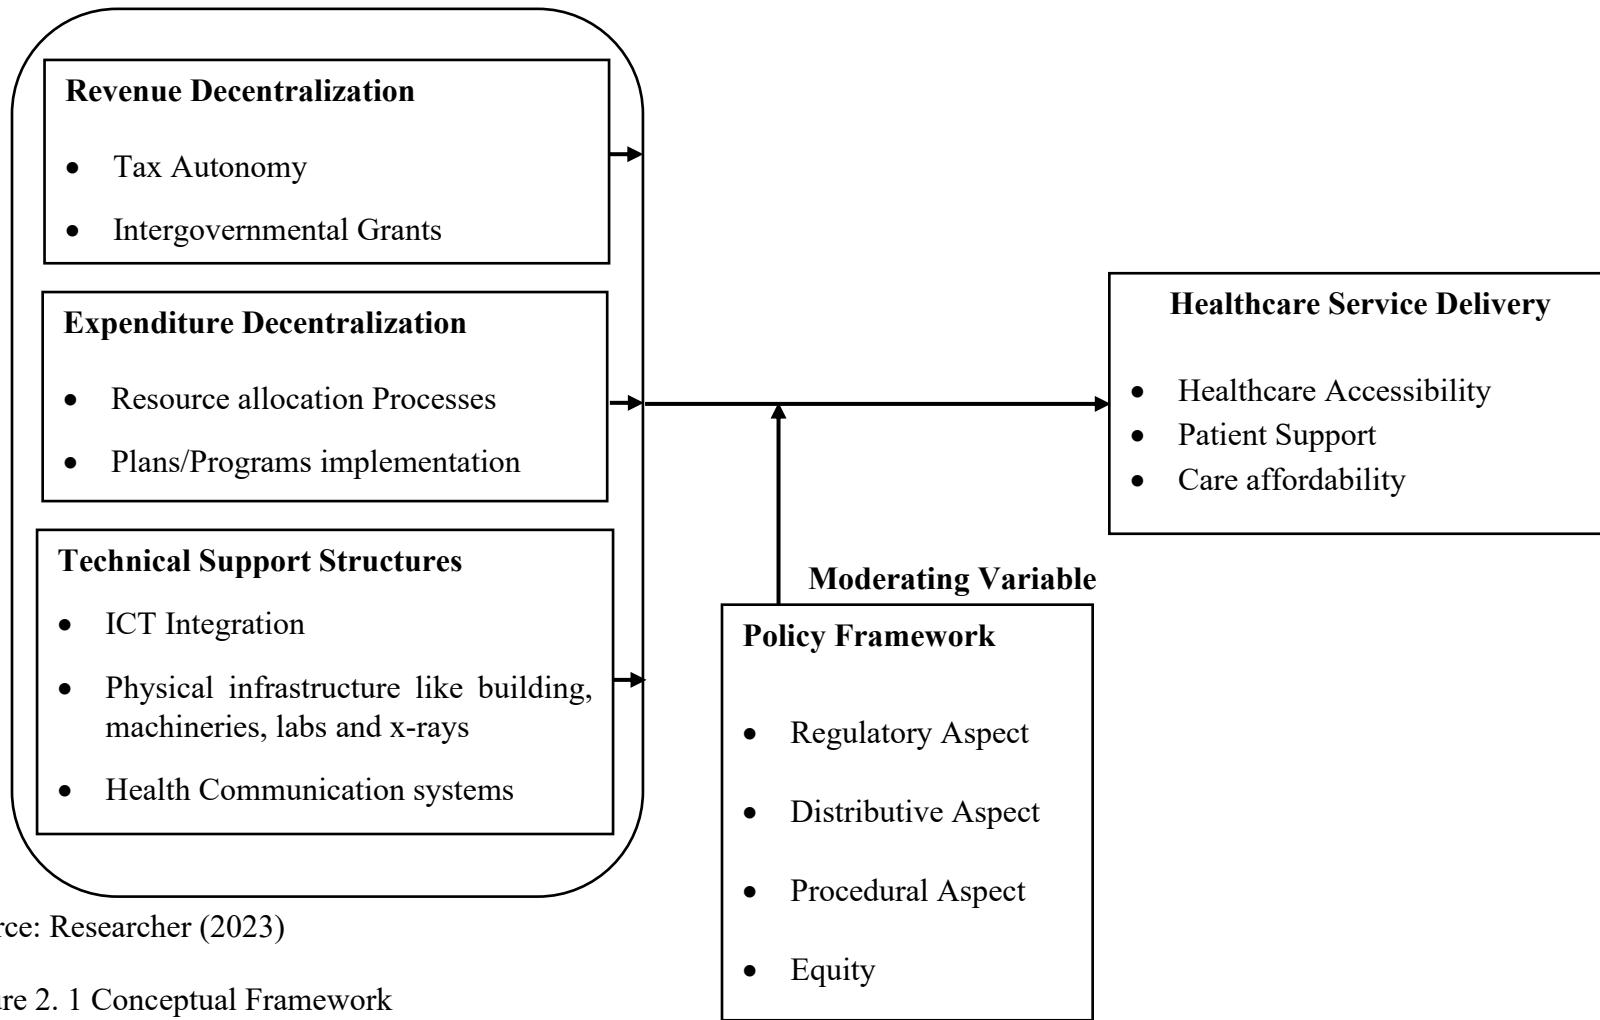 Revenue Decentralization
• Tax Autonomy
• Intergovernmental Grants
Expenditure Decentralization
• Resource allocation Processes
• Plans/Programs implementation
Technical Support Structures
• ICT Integration
• Physical infrastructure like building,
machineries, labs and x-rays
• Health Communication systems
Healthcare Service Delivery
• Healthcare Accessibility
• Patient Support
• Care affordability
Moderating Variable
Policy Framework
• Regulatory Aspect
• Distributive Aspect
• Procedural Aspect
• Equity
rce: Researcher (2023)
ure 2. 1 Conceptual Framework